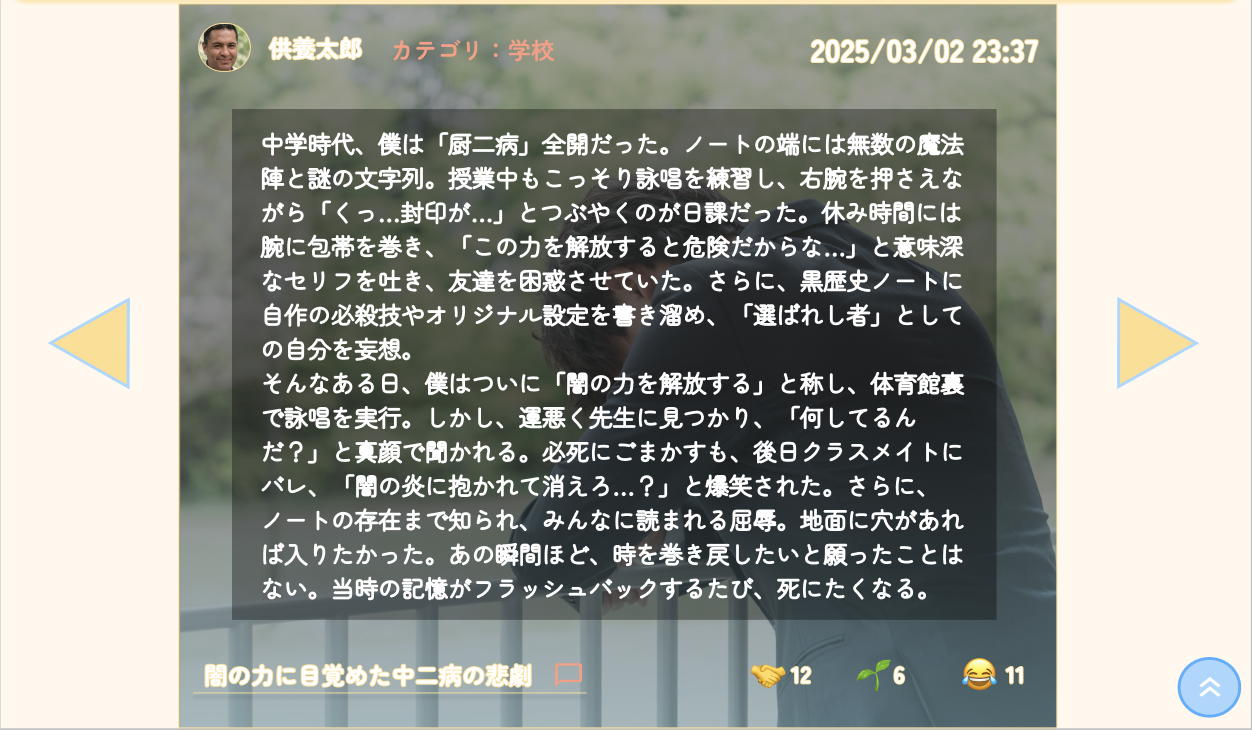 供養太郎 カテゴリ：学校 2025/03/02 23:37
中学時代、僕は「厨二病」全開だった。ノートの端には無数の魔法
陣と謎の文字列。授業中もこっそり詠唱を練習し、右腕を押さえな
がら「くっ…封印が…」とつぶやくのが日課だった。休み時間には
腕に包帯を巻き、「この力を解放すると危険だからな…」と意味深
なセリフを吐き、友達を困惑させていた。さらに、黒歴史ノートに
自作の必殺技やオリジナル設定を書き溜め、「選ばれし者」として
の自分を妄想。
そんなある日、僕はついに「闇の力を解放する」と称し、体育館裏
で詠唱を実行。しかし、運悪く先生に見つかり、「何してるん
だ？」と真顔で聞かれる。必死にごまかすも、後日クラスメイトに
バレ、「闇の炎に抱かれて消えろ…？」と爆笑された。さらに、
ノートの存在まで知られ、みんなに読まれる屈辱。地面に穴があれ
ば入りたかった。あの瞬間ほど、時を巻き戻したいと願ったことは
ない。当時の記憶がフラッシュバックするたび、死にたくなる。
闇の力に目覚めた中二病の悲劇 🤝12 🌱6 😂11